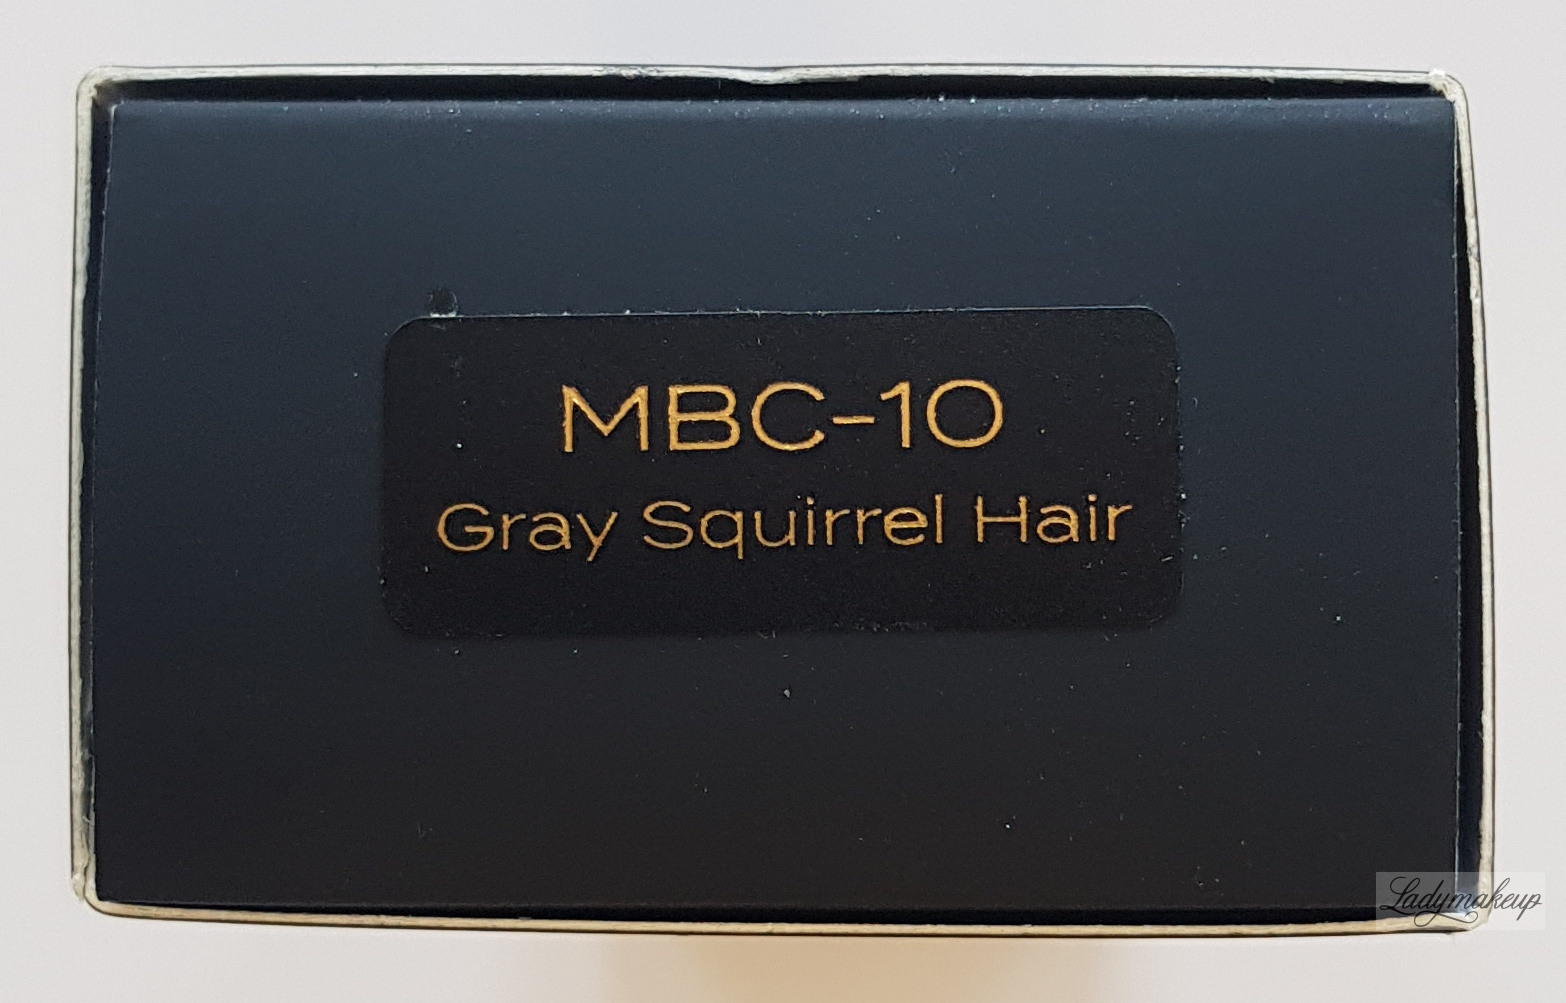 MBC-10
Gray Squirrel Hair
Ladymakeup